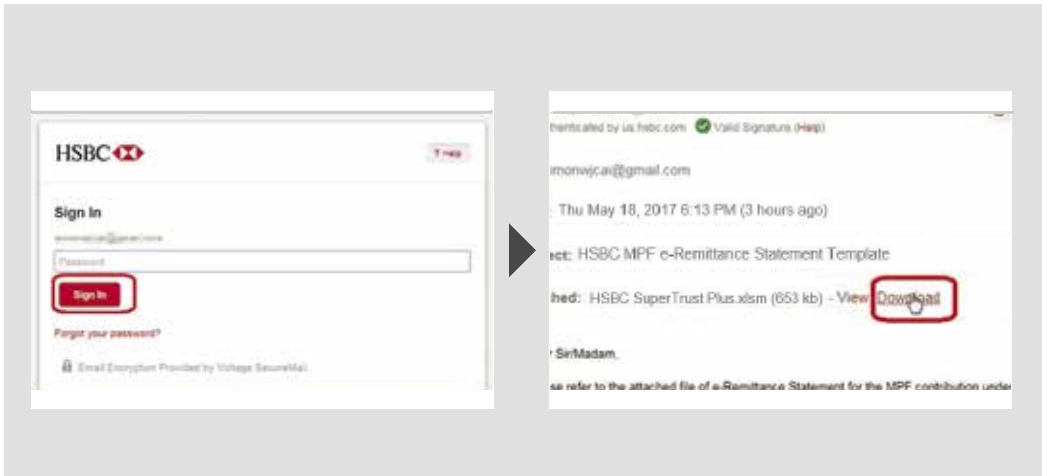 HSBC
? Help
Sign In
Password
Sign In
Forgot your password?
Email Encryption Provided by Voltage SecureMail
thenticated by us.hsbc.com Valid Signature (Help)
imonwjcai@gmail.com
: Thu May 18, 2017 6:13 PM (3 hours ago)
ect: HSBC MPF e-Remittance Statement Template
hed: HSBC SuperTrust Plus.xlsm (653 kb) - View Download
r Sir/Madam,
se refer to the attached file of e-Remittance Statement for the MPF contribution under